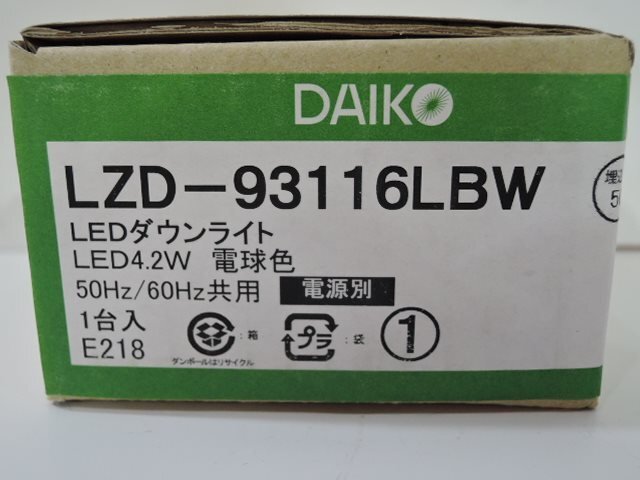 DAIKO
LZD-93116LBW
LEDダウンライト
LED4.2W 電球色
50Hz/60Hz共用 電源別
1台入
E218
:箱
ダンボールはリサイクル
プラ
:袋
1